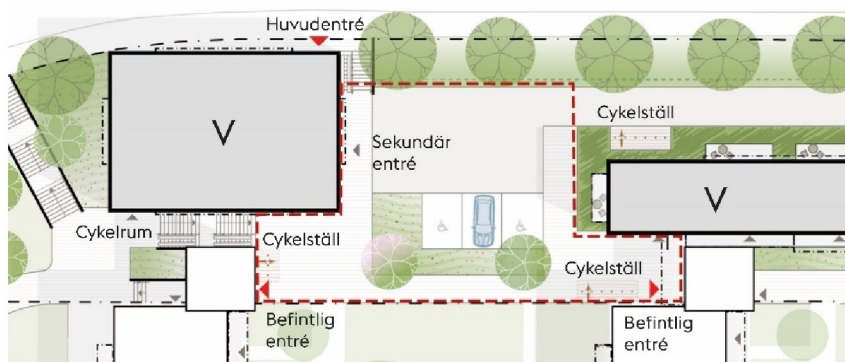 Huvudentré
Cykelställ
V
Sekundär
entré
V
Cykelrum
Cykelställ
Cykelställ
Befintlig
entré
Befintlig
entré